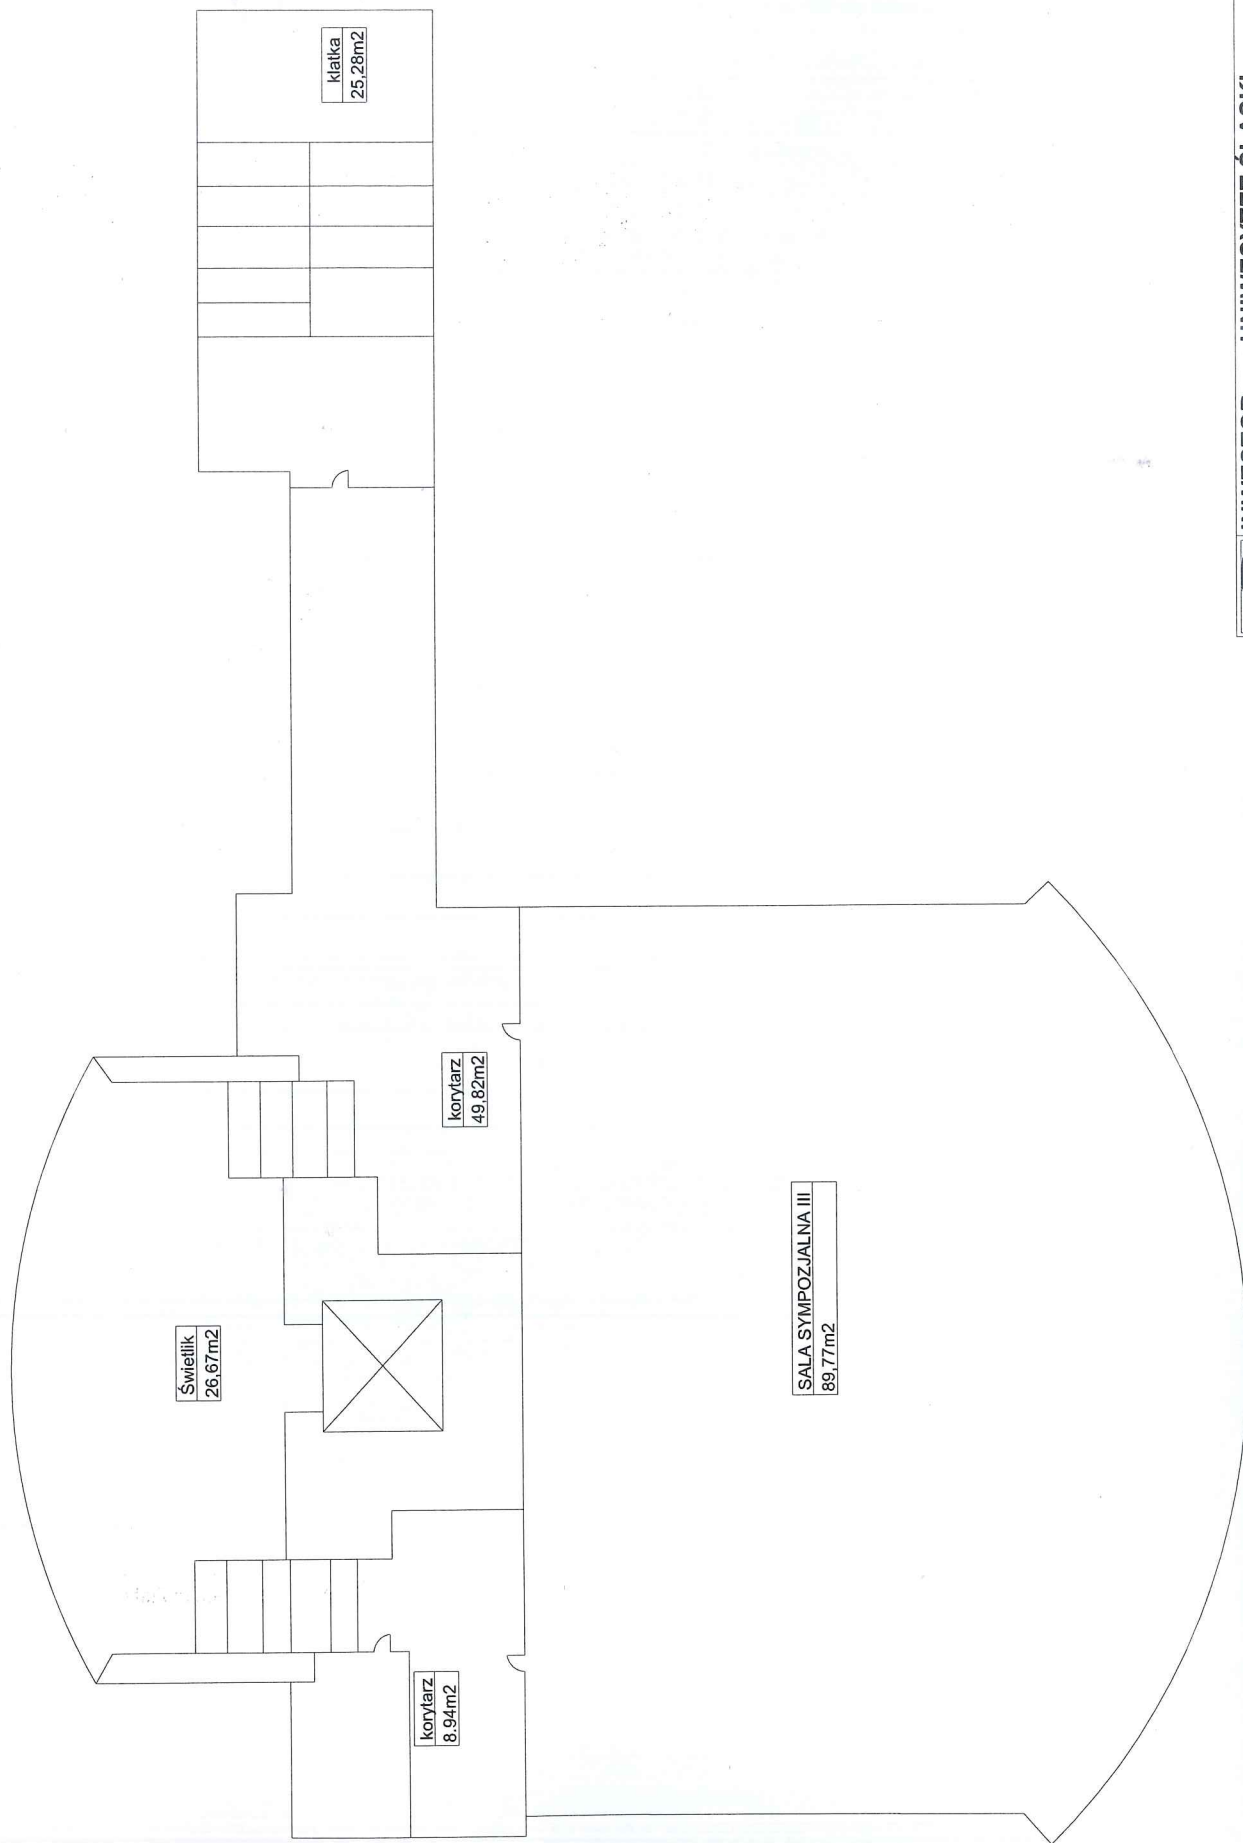 klatka
25,28m2
korytarz
49,82m2
Świetlik
26,67m2
SALA SYMPOZJALNA III
89,77m2
korytarz
8.94m2